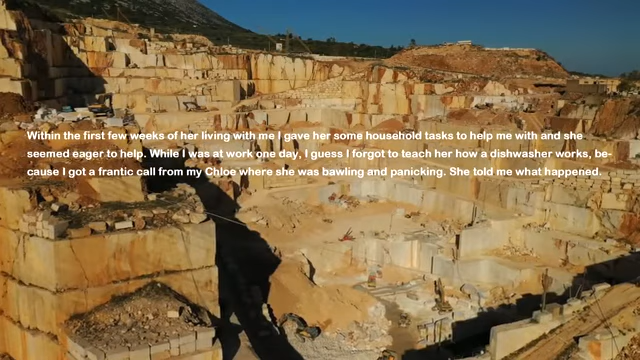 Within the first few weeks of her living with me I gave her some household tasks to help me with and she
seemed eager to help. While I was at work one day, I guess I forgot to teach her how a dishwasher works, be-
cause I got a frantic call from my Chloe where she was bawling and panicking. She told me what happened.